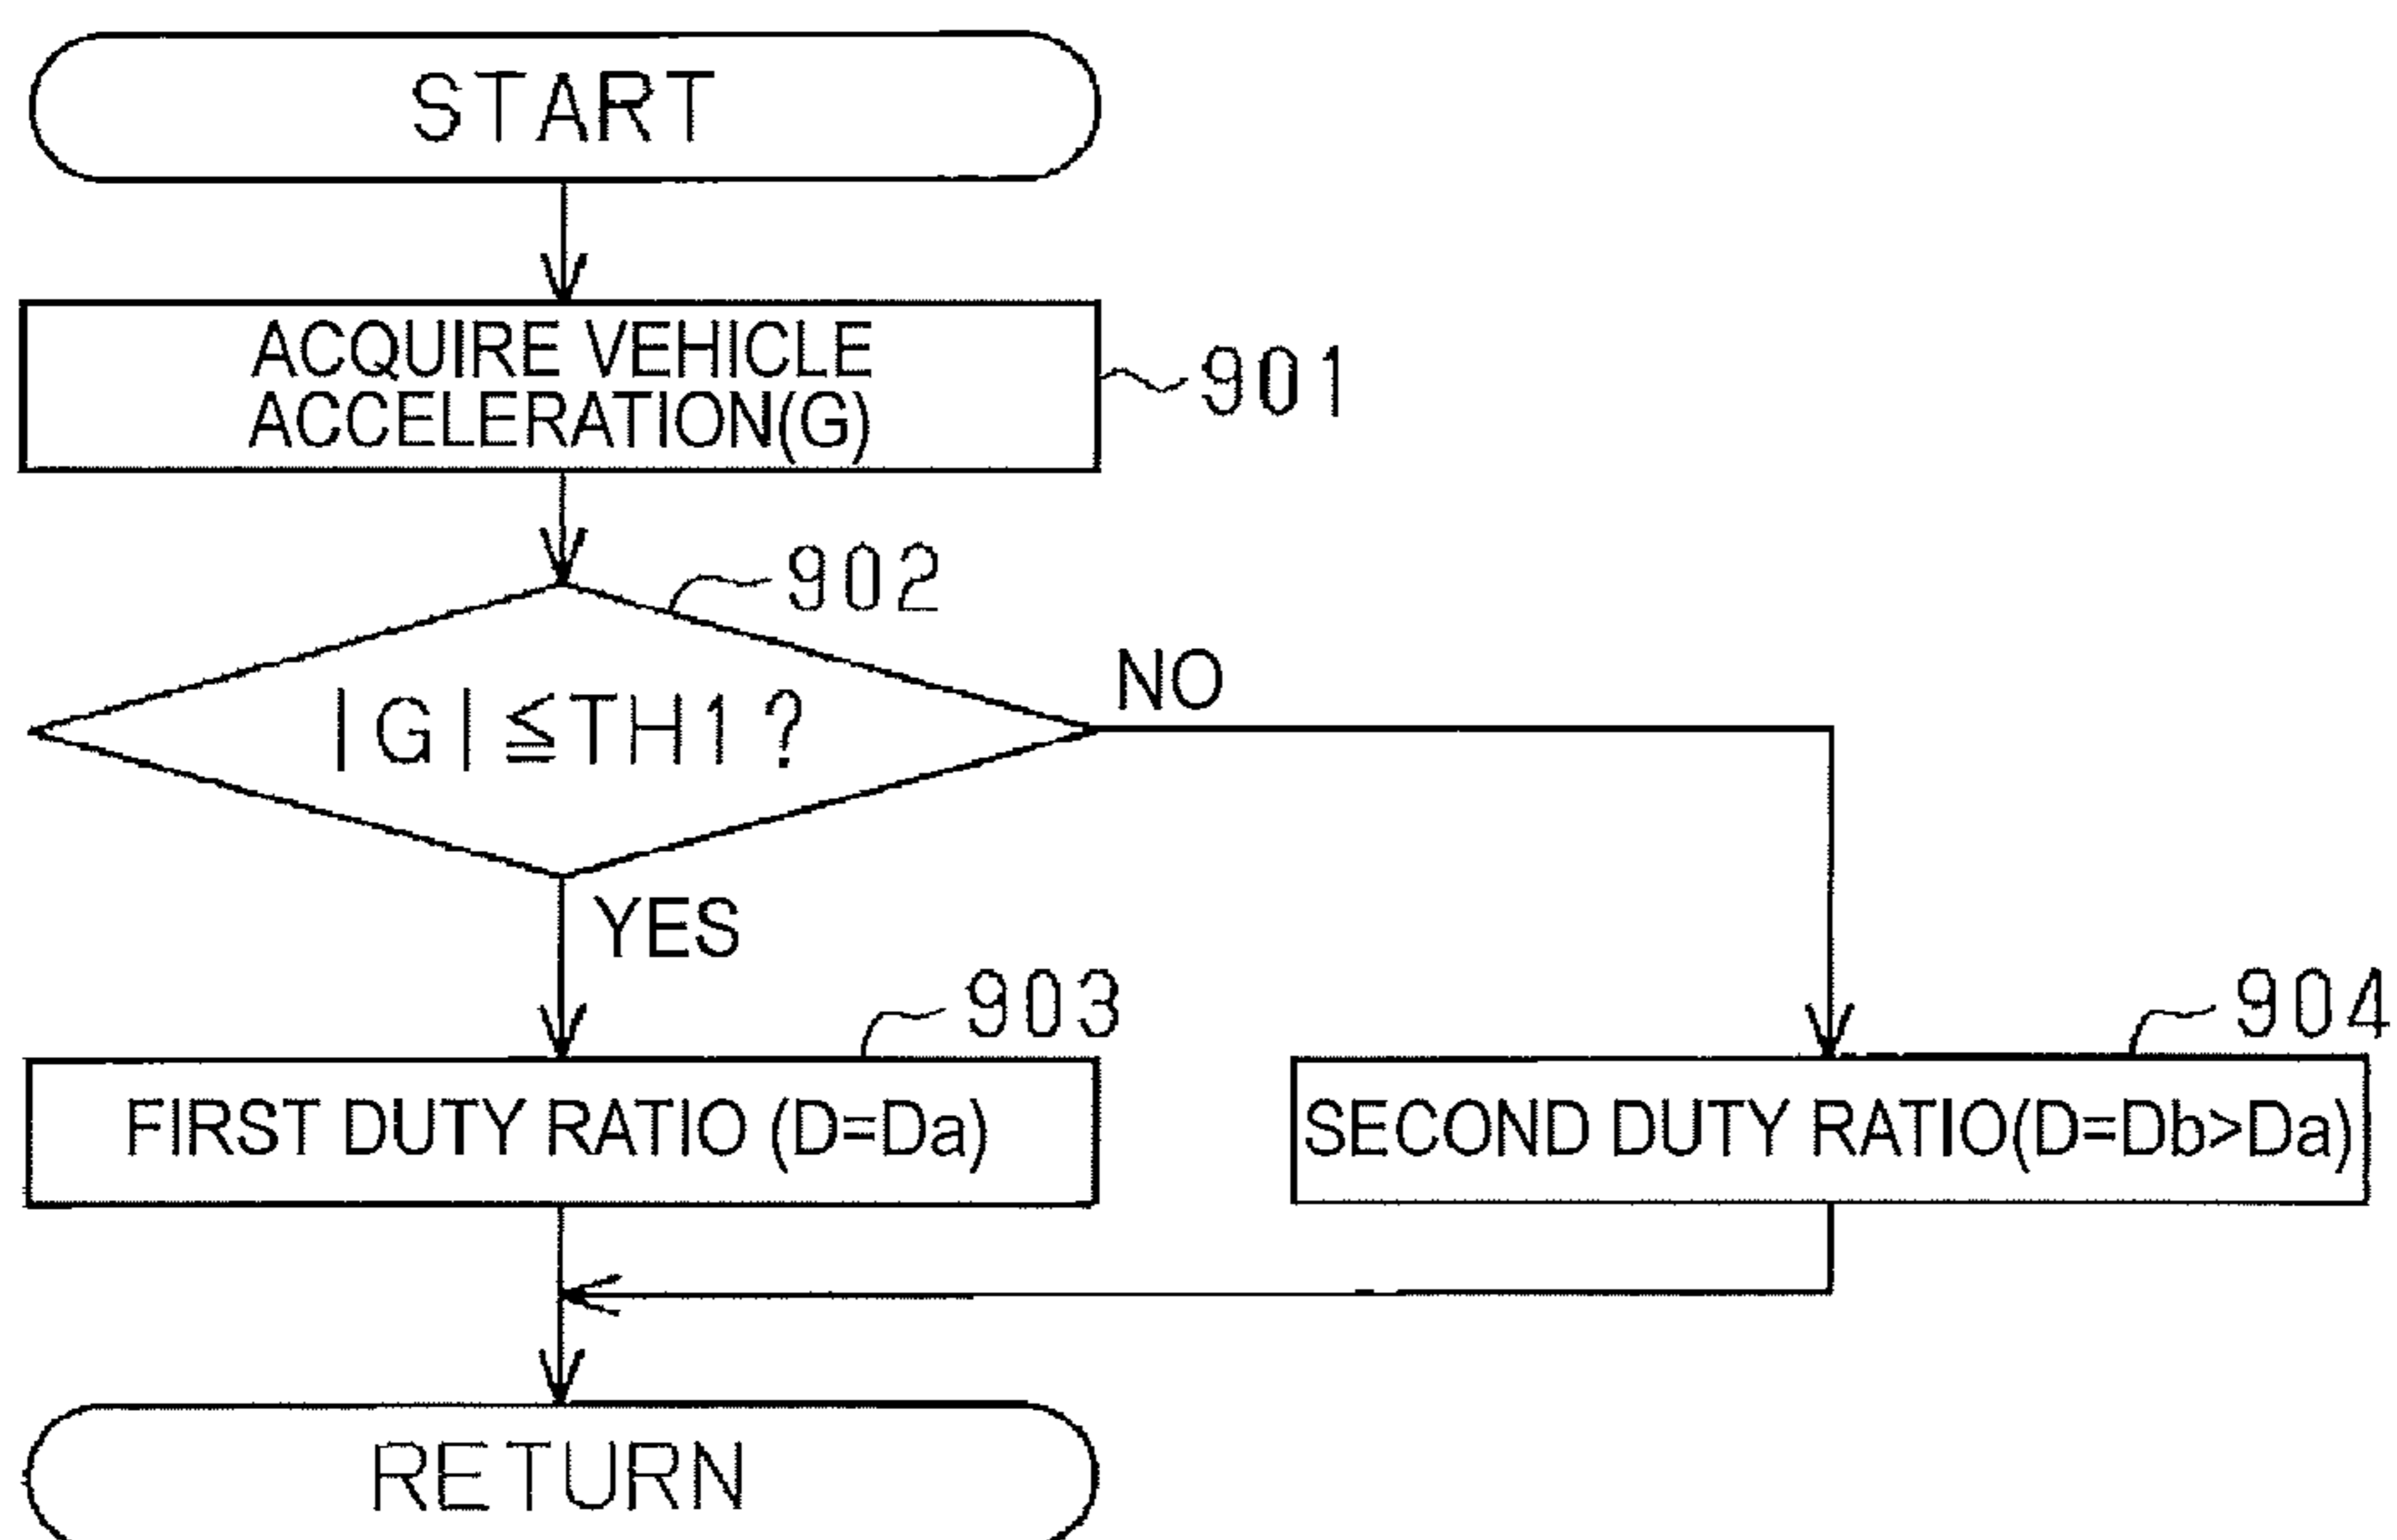 START
ACQUIRE VEHICLE
ACCELERATION(G)
901
902
|G|≦TH1?
NO
YES
903
904
FIRST DUTY RATIO (D=Da)
SECOND DUTY RATIO(D=Db>Da)
RETURN